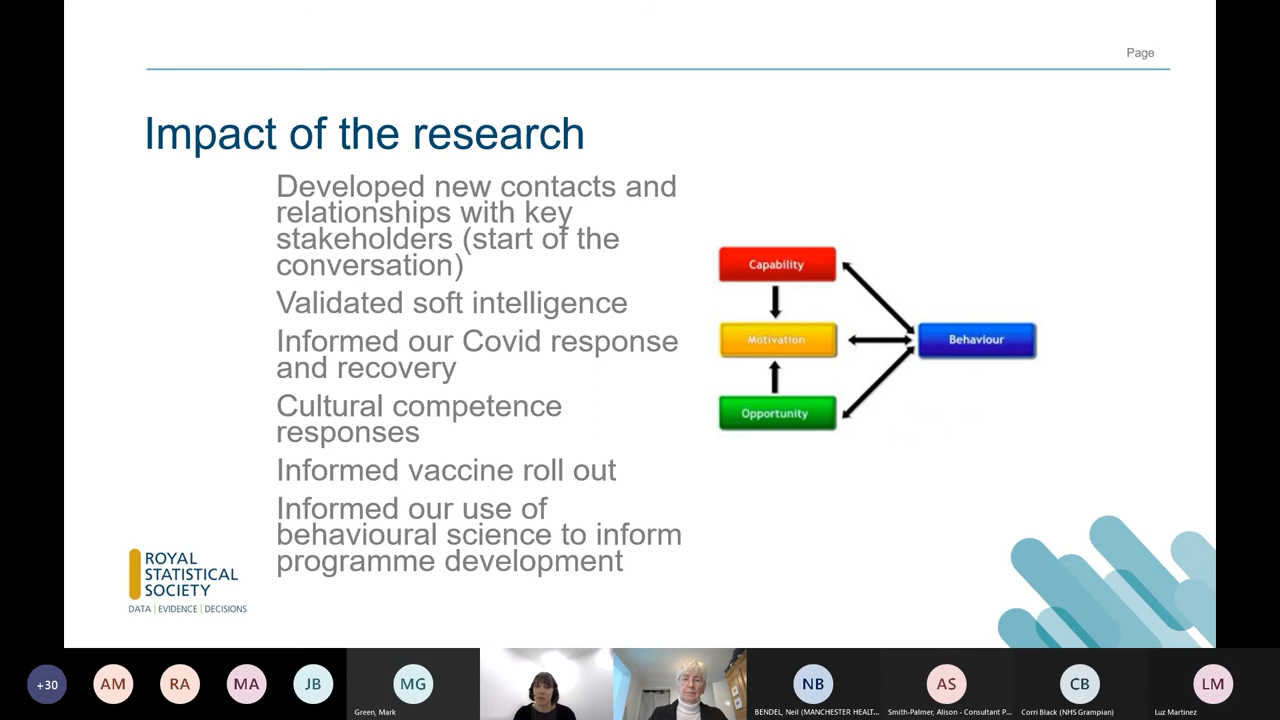 Page
Impact of the research
Developed new contacts and
relationships with key
stakeholders (start of the
conversation)
Validated soft intelligence
Informed our Covid response
and recovery
Cultural competence
responses
Informed vaccine roll out
Informed our use of
behavioural science to inform
programme development
Capability
Motivation
Behaviour
Opportunity
ROYAL
STATISTICAL
SOCIETY
DATA | EVIDENCE | DECISIONS
+30
AM
RA
MA
JB
MG
NB
AS
CB
LM
Green, Mark
BENDEL, Neil (MANCHESTER HEALT...
Smith-Palmer, Alison - Consultant P...
Corri Black (NHS Grampian)
Luz Martinez